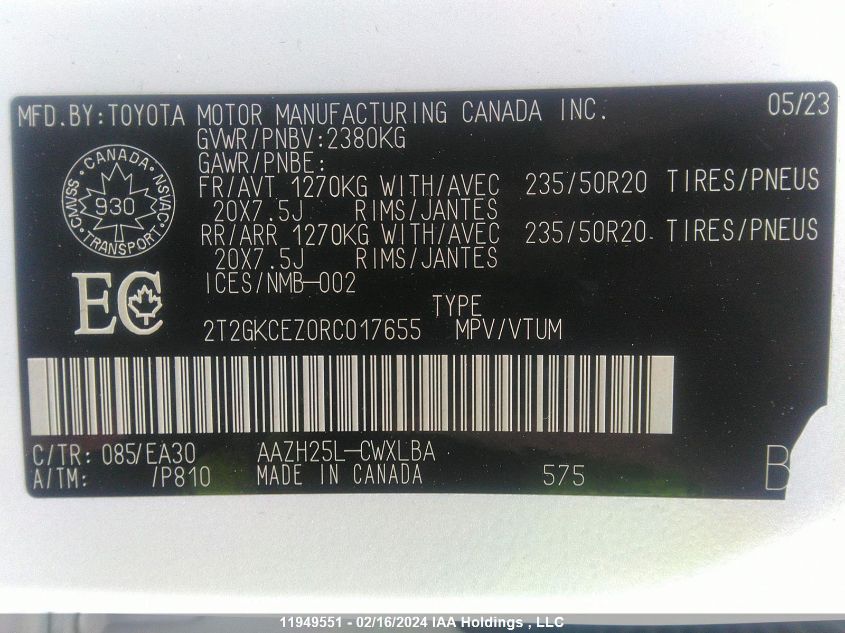 MFD.BY:TOYOTA MOTOR MANUFACTURING CANADA INC. 05/23
GVWR/PNBV:2380KG
GAWR/PNBE:
FR/AVT 1270KG WITH/AVEC 235/50R20 TIRES/PNEUS
20X7.5J RIMS/JANTES
RR/ARR 1270KG WITH/AVEC 235/50R20 TIRES/PNEUS
20X7.5J RIMS/JANTES
ICES/NMB-002
CANADA
CMVSS 930 NSVAC
TRANSPORT
EC
TYPE
2T2GKCEZ0RC017655 MPV/VTUM
C/TR: 085/EA30 AAZH25L-CWXLBA
A/TM: /P810 MADE IN CANADA 575 B
11949551 - 02/16/2024 IAA Holdings , LLC